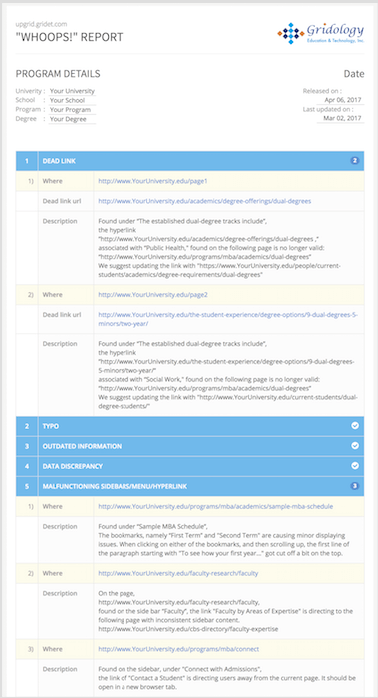 upgrid.gridet.com
"WHOOPS!" REPORT
Gridology
Education & Technology, Inc.
PROGRAM DETAILS
Date
Univerity : Your University
School : Your School
Program : Your Program
Degree : Your Degree
Released on :
Apr 06, 2017
Last updated on :
Mar 02, 2017
1 DEAD LINK 2
1) Where http://www.YourUniversity.edu/page1
Dead link url http://www.YourUniversity.edu/academics/degree-offerings/dual-degrees
Description Found under "The established dual-degree tracks include",
the hyperlink
"http://www.YourUniversity.edu/academics/degree-offerings/dual-degrees ,"
associated with "Public Health," found on the following page is no longer valid:
"http://www.YourUniversity.edu/programs/mba/academics/dual-degrees"
We suggest updating the link with "https://www.YourUniversity.edu/people/current-
students/academics/degree-requirements/dual-degrees"
2) Where http://www.YourUniversity.edu/page2
Dead link url http://www.YourUniversity.edu/the-student-experience/degree-options/9-dual-degrees-5-
minors/two-year/
Description Found under "The established dual-degree tracks include",
the hyperlink
"http://www.YourUniversity.edu/the-student-experience/degree-options/9-dual-degrees-
5-minors/two-year/"
associated with "Social Work," found on the following page is no longer valid:
"http://www.YourUniversity.edu/programs/mba/academics/dual-degrees"
We suggest updating the link with "http://www.YourUniversity.edu/current-students/dual-
degree-students/"
2 TYPO
3 OUTDATED INFORMATION
4 DATA DISCREPANCY
5 MALFUNCTIONING SIDEBARS/MENU/HYPERLINK 3
1) Where http://www.YourUniversity.edu/programs/mba/academics/sample-mba-schedule
Description Found under "Sample MBA Schedule",
The bookmarks, namely "First Term" and "Second Term" are causing minor displaying
issues. When clicking on either of the bookmarks, and then scrolling up, the first line of
the paragraph starting with "To see how your first year..." got cut off a bit on the top.
2) Where http://www.YourUniversity.edu/faculty-research/faculty
Description On the page,
http://www.YourUniversity.edu/faculty-research/faculty,
found on the side bar "Faculty", the link "Faculty by Areas of Expertise" is directing to the
following page with inconsistent sidebar content.
http://www.YourUniversity.edu/cbs-directory/faculty-expertise
3) Where http://www.YourUniversity.edu/programs/mba/connect
Description Found on the sidebar, under "Connect with Admissions",
the link of "Contact a Student" is directing users away from the current page. It should be
open in a new browser tab.